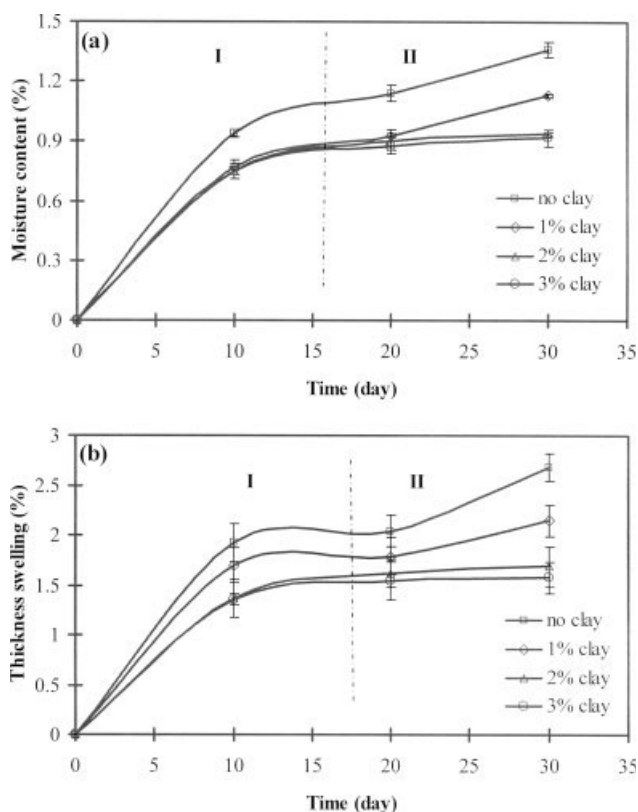 (a)
I
II
1.5
1.2
0.9
0.6
0.3
0
Moisture content (%)
no clay
1% clay
2% clay
3% clay
0 5 10 15 20 25 30 35
Time (day)
(b)
I
II
3
2.5
2
1.5
1
0.5
0
Thickness swelling (%)
no clay
1% clay
2% clay
3% clay
0 5 10 15 20 25 30 35
Time (day)